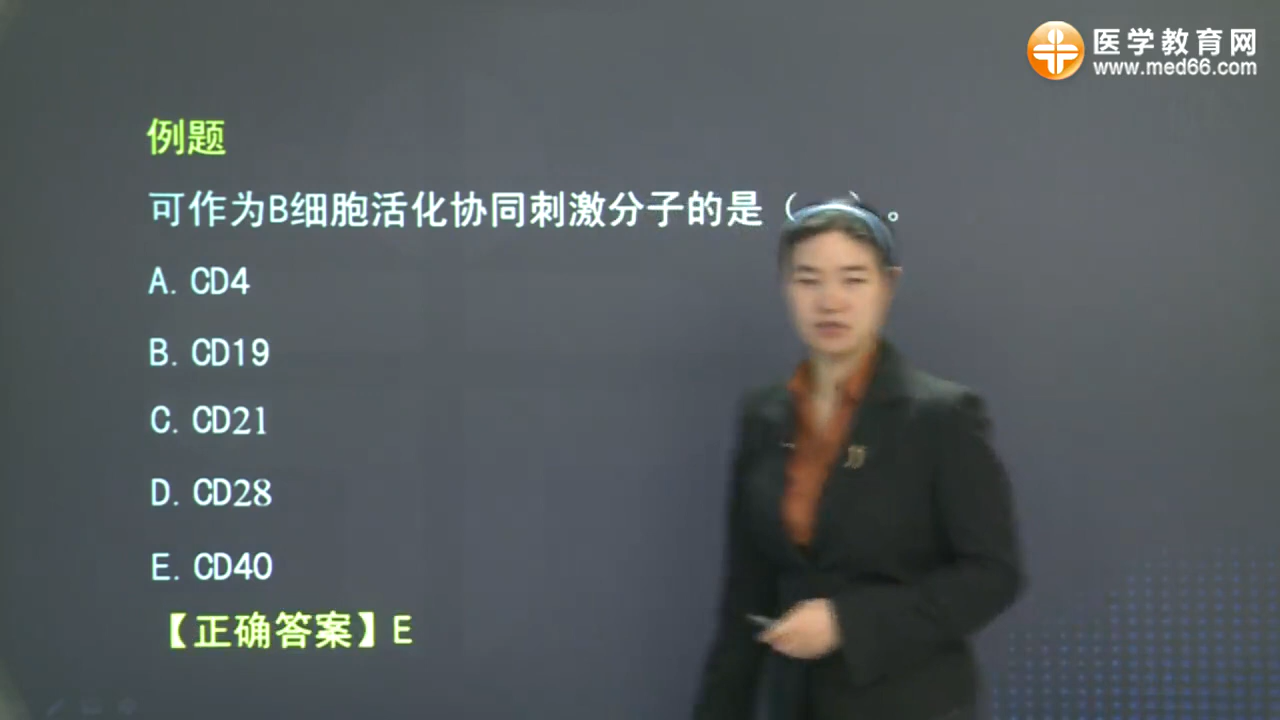 医学教育网
www.med66.com
例题
可作为B细胞活化协同刺激分子的是（ ）。
A. CD4
B. CD19
C. CD21
D. CD28
E. CD40
【正确答案】E